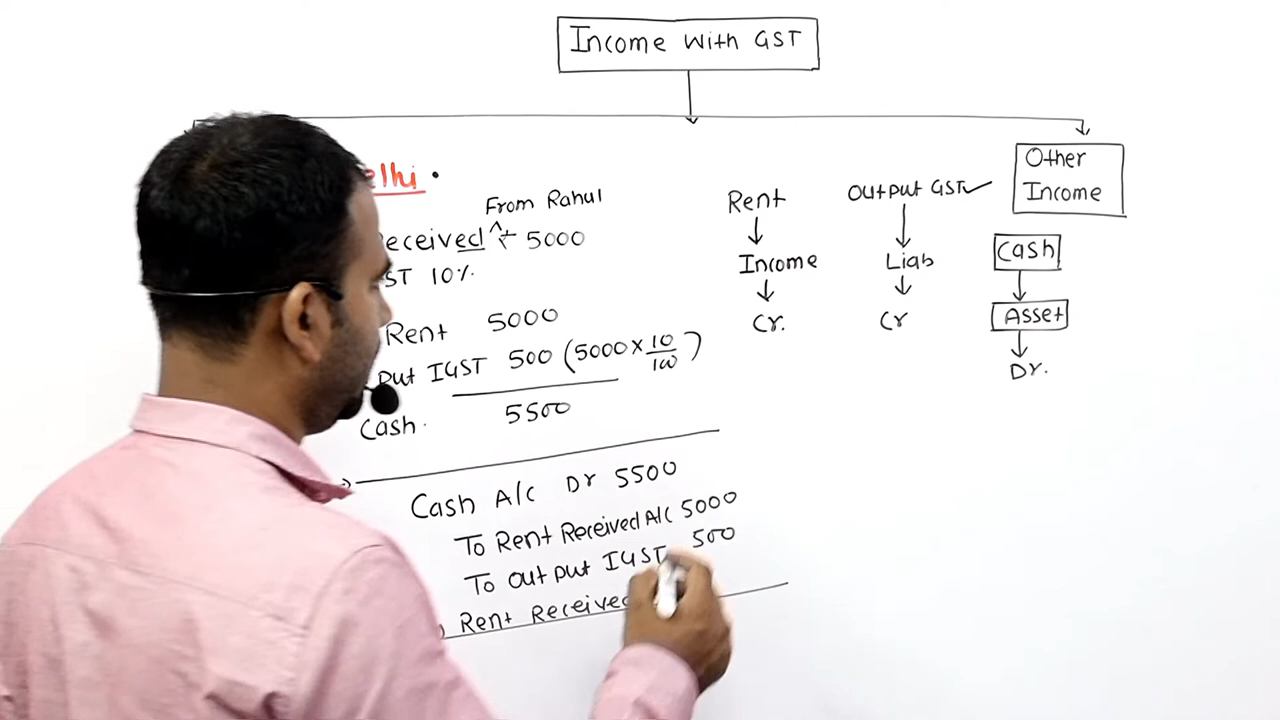 Income With GST
elhi.
From Rahul
eceived ^ ₹ 5000
ST 10%.
Rent 5000
put IGST 500 (5000 × 10/100)
Cash. 5500
Cash A/c Dr 5500
To Rent Received A/c 5000
To Output IGST 500
Rent Received
Rent
Income
Cr.
Output GST ✓
Liab
Cr
Other
Income
Cash
Asset
Dr.